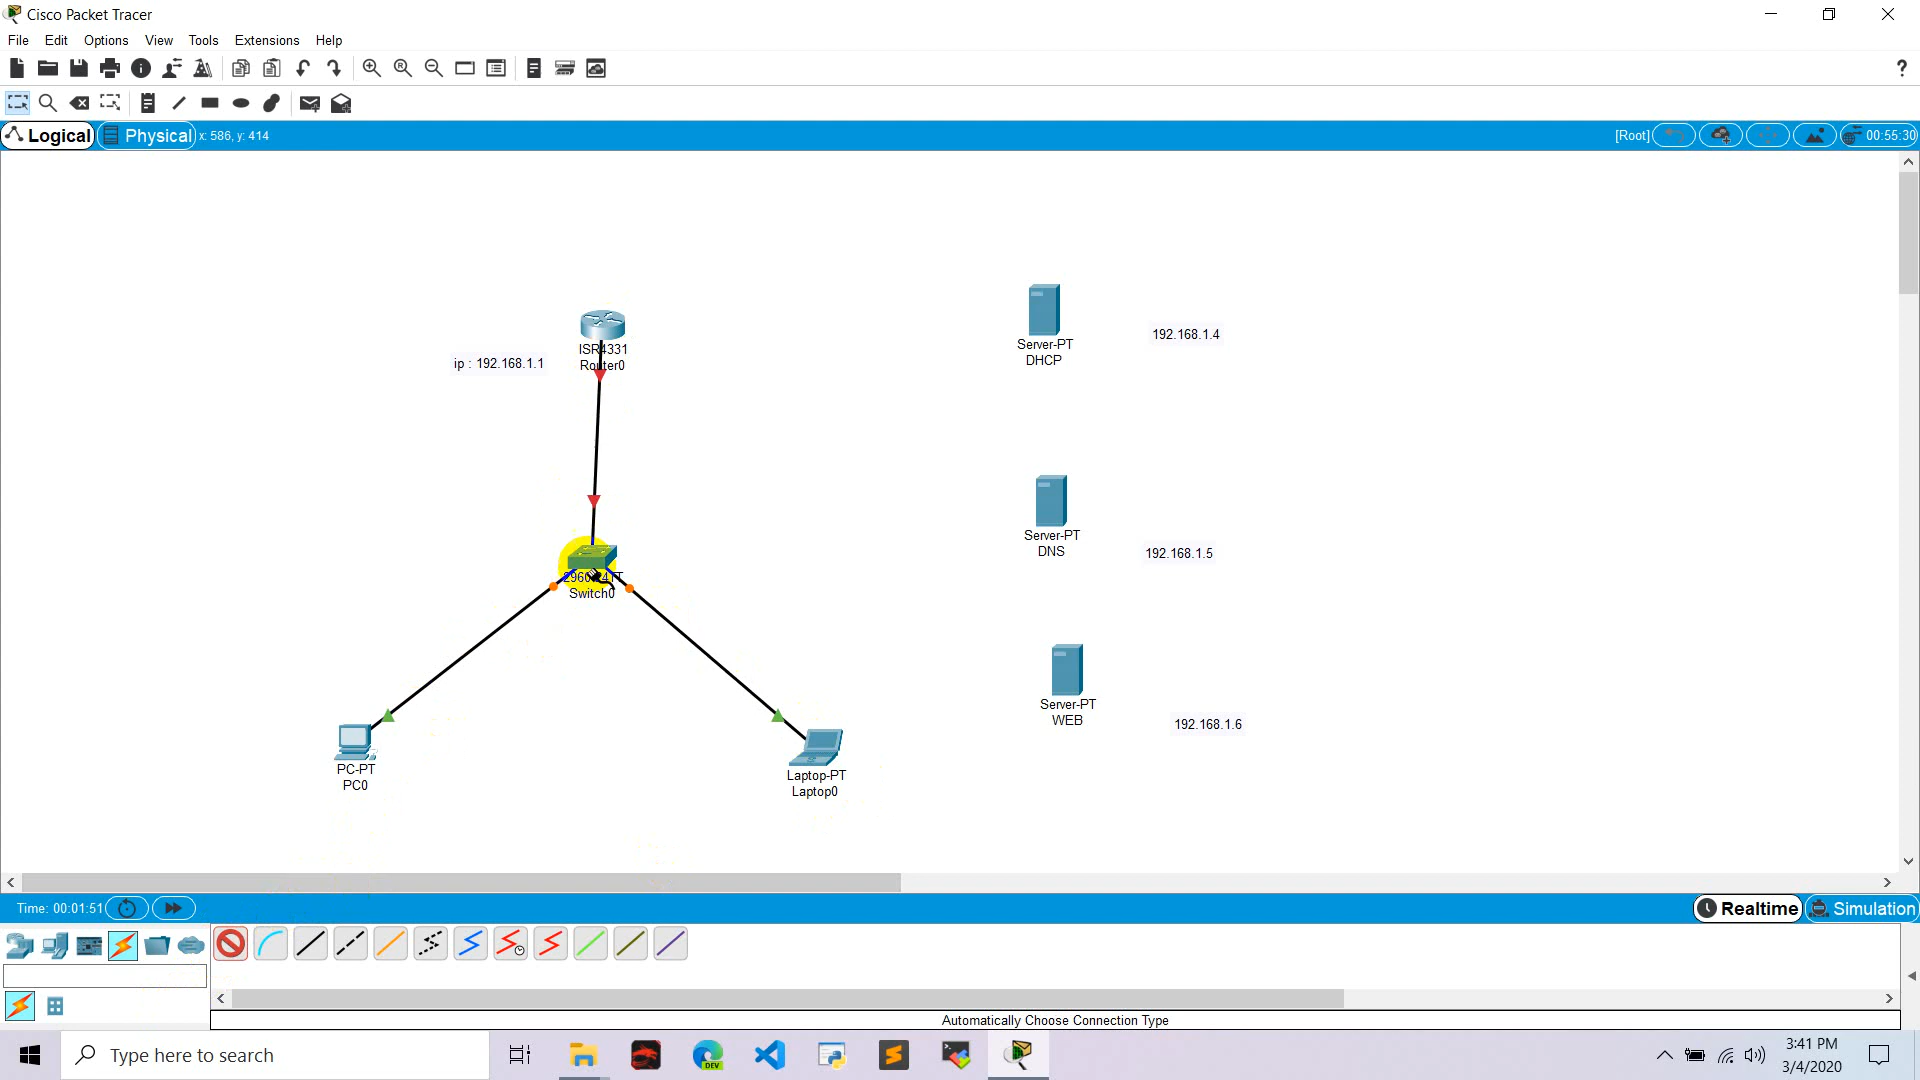 Cisco Packet Tracer
File Edit Options View Tools Extensions Help
?
Logical Physical x: 586, y: 414 [Root] 00:55:30
ISR4331
Router0
ip : 192.168.1.1
Server-PT
DHCP
192.168.1.4
Server-PT
DNS
192.168.1.5
Switch0
Server-PT
WEB
192.168.1.6
PC-PT
PC0
Laptop-PT
Laptop0
Time: 00:01:51 Realtime Simulation
Automatically Choose Connection Type
Type here to search
DEV
3:41 PM
3/4/2020